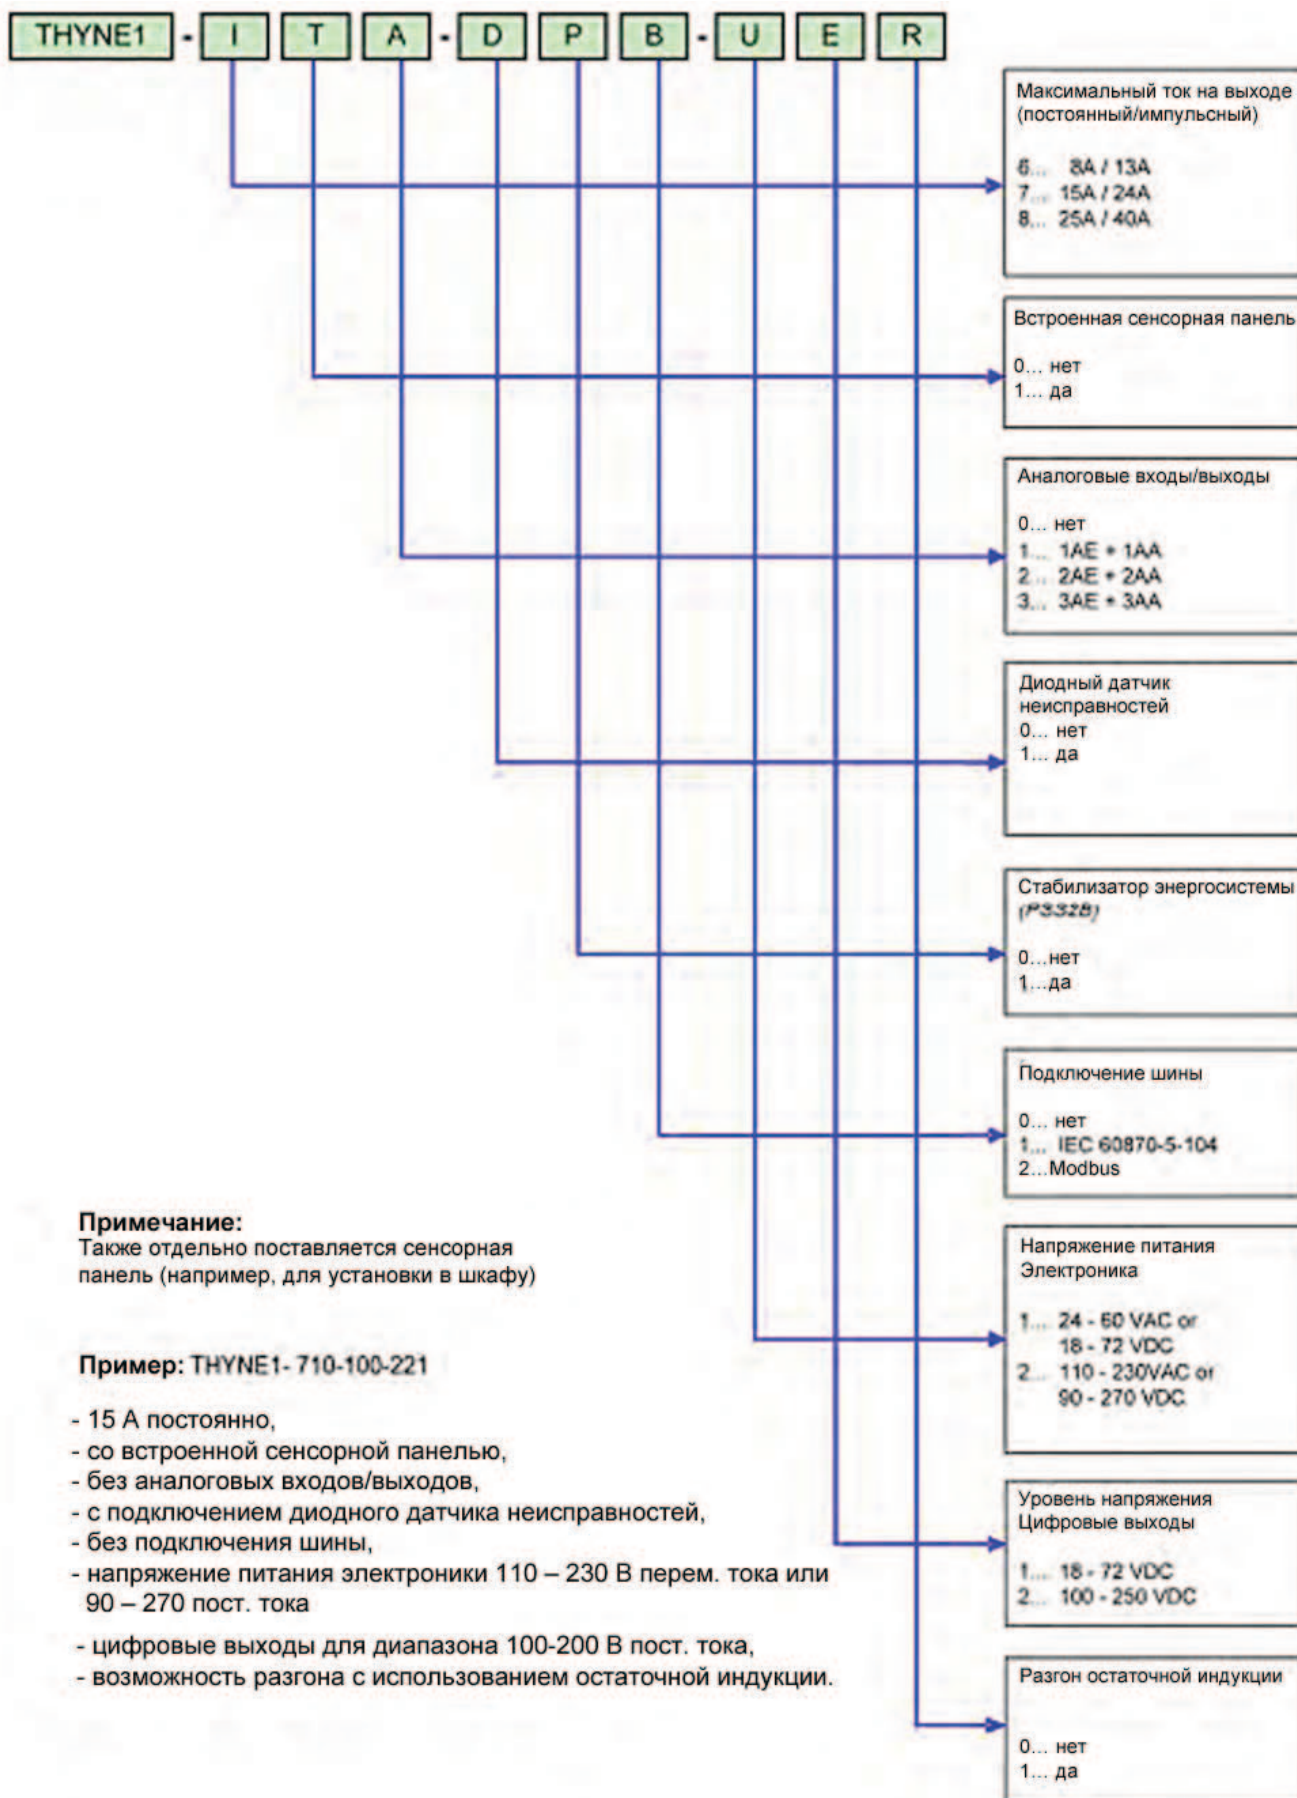 THYNE1 - I T A - D P B - U E R
Максимальный ток на выходе
(постоянный/импульсный)
6... 8A / 13A
7... 15A / 24A
8... 25A / 40A
Встроенная сенсорная панель
0... нет
1... да
Аналоговые входы/выходы
0... нет
1... 1AE + 1AA
2... 2AE + 2AA
3... 3AE + 3AA
Диодный датчик
неисправностей
0... нет
1... да
Стабилизатор энергосистемы
0...нет
1...да
Подключение шины
0... нет
1... IEC 60870-5-104
2...Modbus
Напряжение питания
Электроника
1... 24 - 60 VAC or
18 - 72 VDC
2... 110 - 230VAC or
90 - 270 VDC
Уровень напряжения
Цифровые выходы
1... 18 - 72 VDC
2... 100 - 250 VDC
Разгон остаточной индукции
0... нет
1... да
Примечание:
Также отдельно поставляется сенсорная
панель (например, для установки в шкафу)
Пример: THYNE1- 710-100-221
- 15 А постоянно,
- со встроенной сенсорной панелью,
- без аналоговых входов/выходов,
- с подключением диодного датчика неисправностей,
- без подключения шины,
- напряжение питания электроники 110 – 230 В перем. тока или
90 – 270 пост. тока
- цифровые выходы для диапазона 100-200 В пост. тока,
- возможность разгона с использованием остаточной индукции.